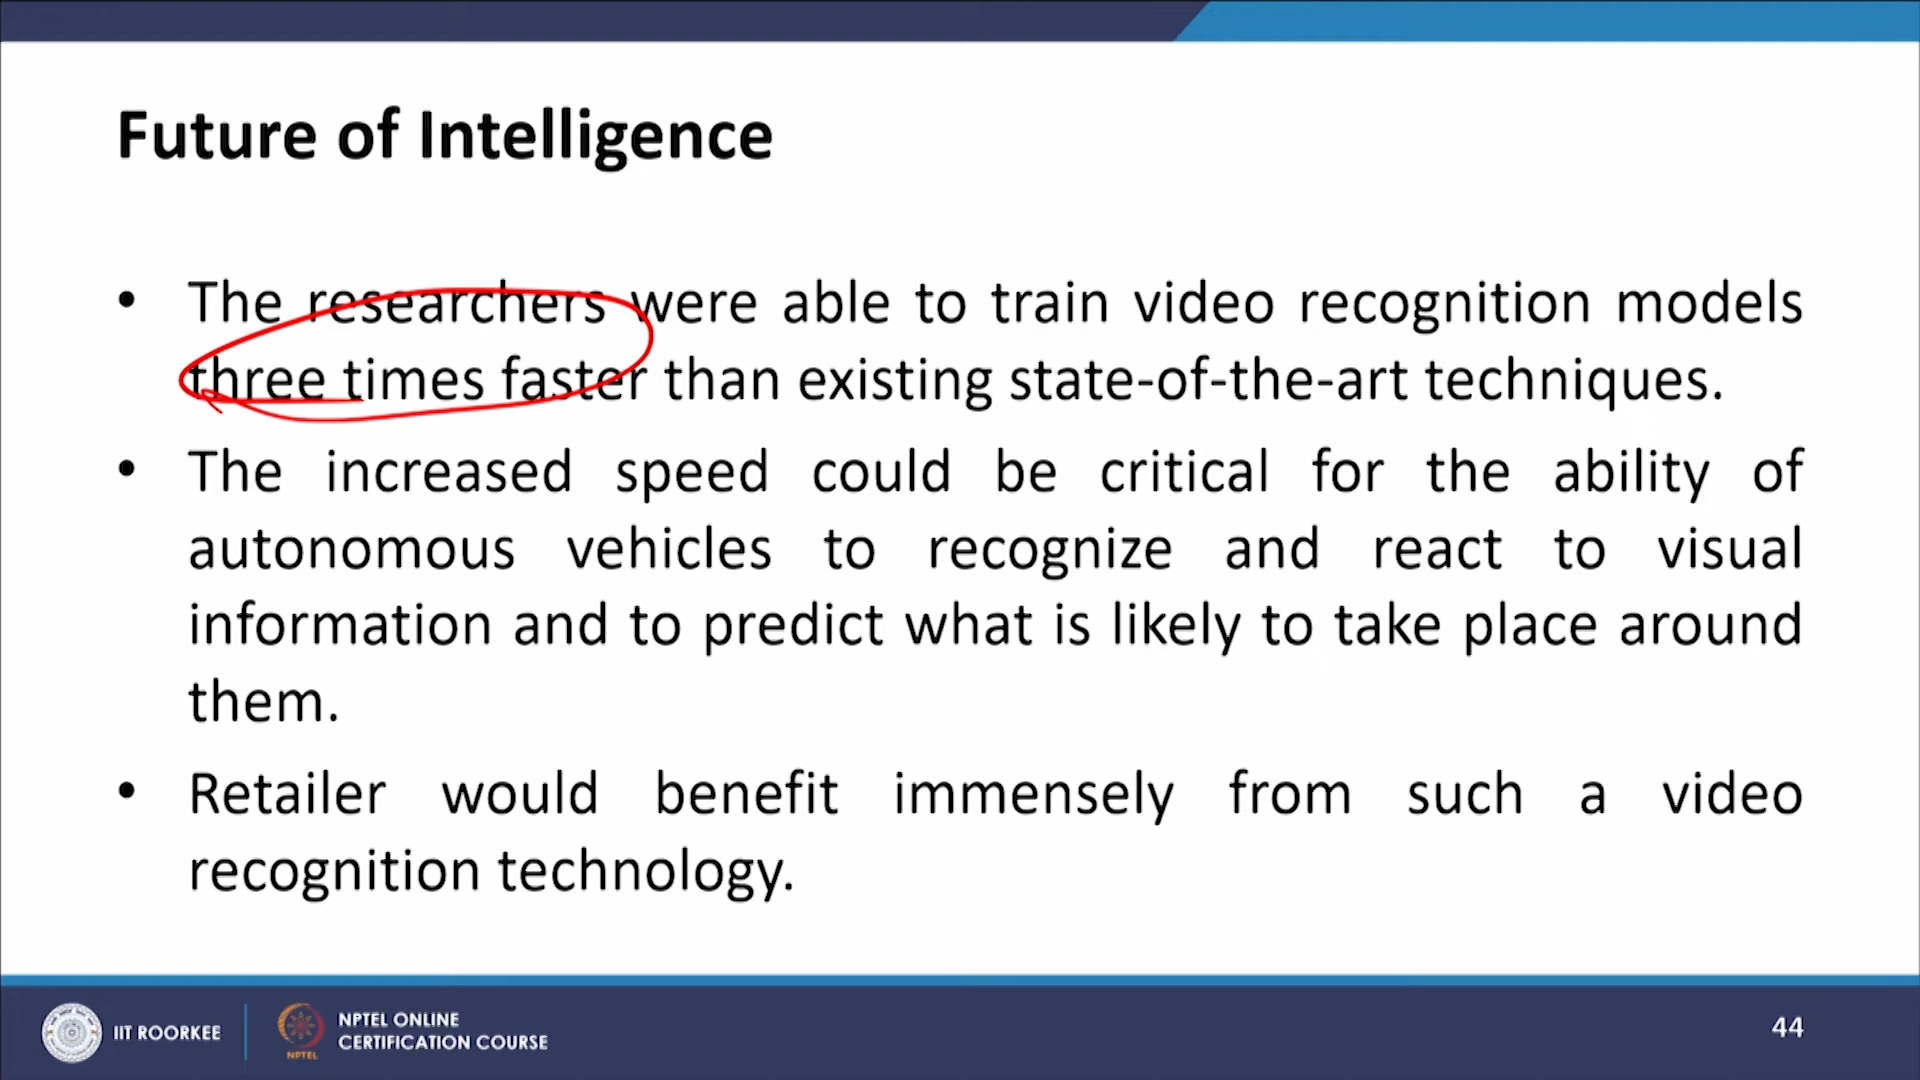 Future of Intelligence
• The researchers were able to train video recognition models
three times faster than existing state-of-the-art techniques.
• The increased speed could be critical for the ability of
autonomous vehicles to recognize and react to visual
information and to predict what is likely to take place around
them.
• Retailer would benefit immensely from such a video
recognition technology.
IIT ROORKEE
NPTEL
NPTEL ONLINE
CERTIFICATION COURSE
44